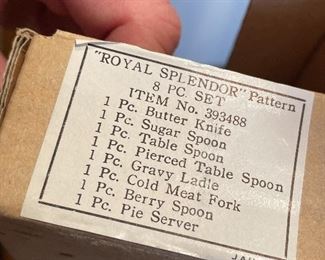 "ROYAL SPLENDOR" Pattern
8 PC. SET
ITEM No. 393488
1 Pc. Butter Knife
1 Pc. Sugar Spoon
1 Pc. Table Spoon
1 Pc. Pierced Table Spoon
1 Pc. Gravy Ladle
1 Pc. Cold Meat Fork
1 Pc. Berry Spoon
1 Pc. Pie Server